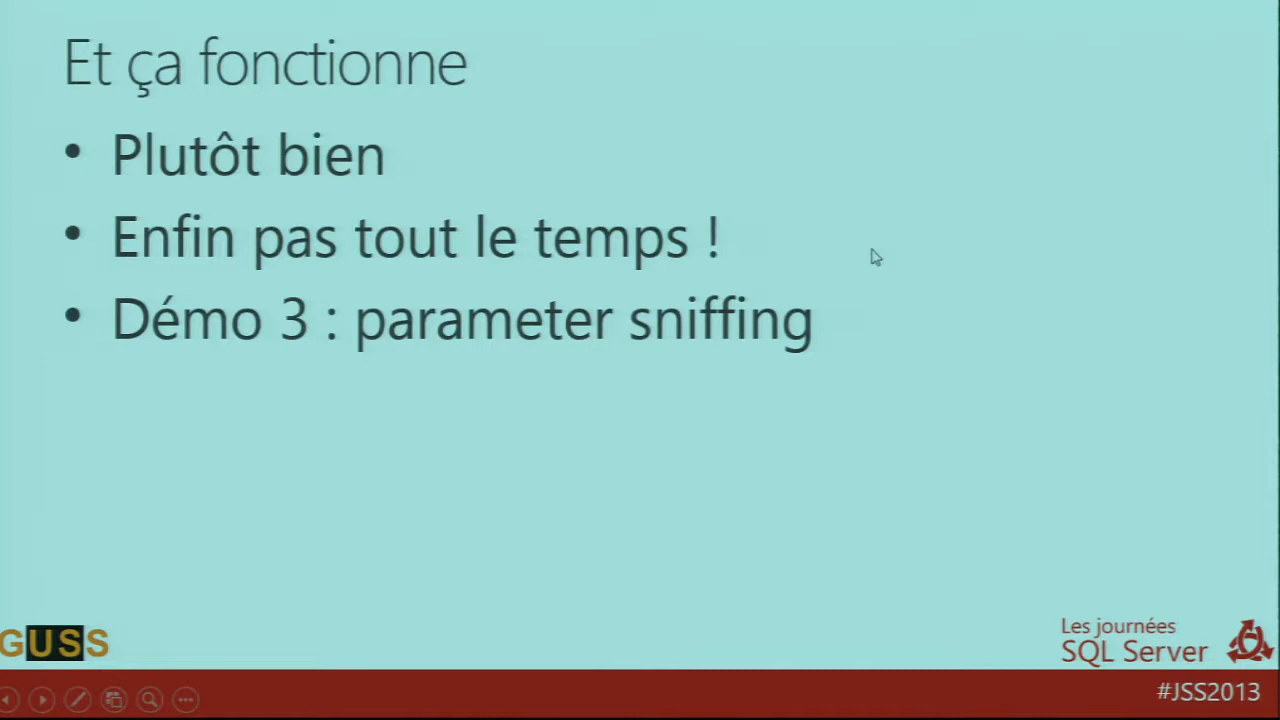 Et ça fonctionne
• Plutôt bien
• Enfin pas tout le temps !
• Démo 3 : parameter sniffing
GUSS
Les journées
SQL Server
#JSS2013